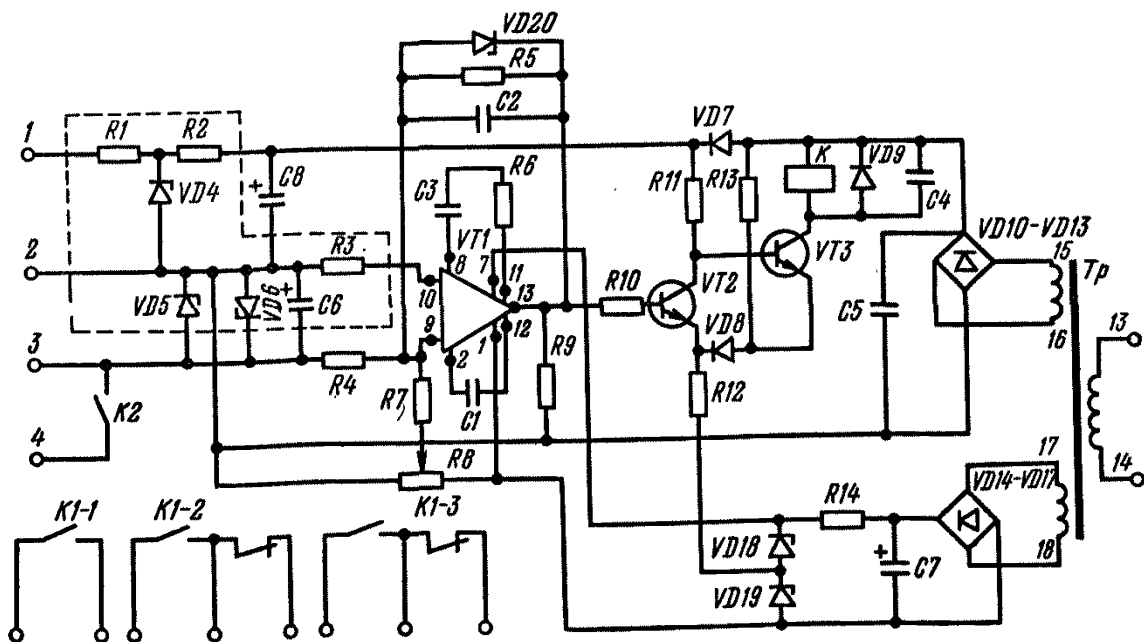 VD20
R5
C2
1
R1
R2
VD4
C8
+
C3
R6
VD7
R11
R13
K
VD9
C4
VT1
VT2
VT3
VD10-VD13
2
R3
8
7
11
13
12
10
9
1
2
VD5
VD6
+
C6
R10
VD8
C5
15
16
Tp
13
14
3
R4
R7
C1
R9
R12
K2
4
R8
17
18
VD14-VD17
K1-1
K1-2
K1-3
R14
VD18
VD19
+
C7